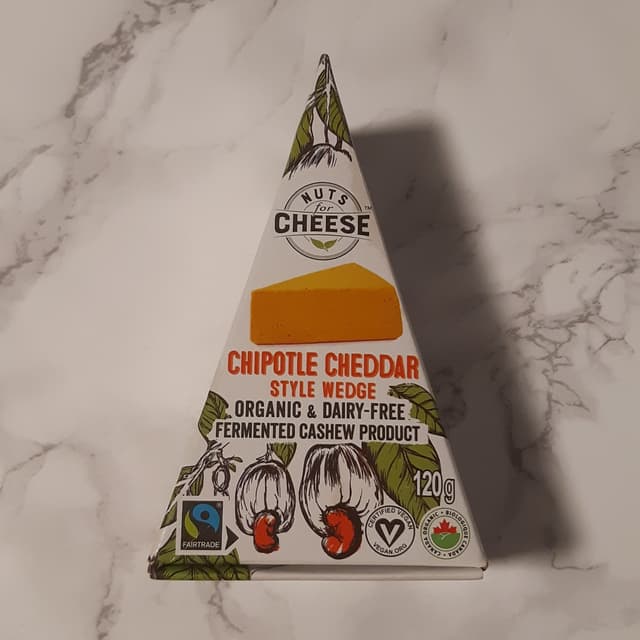 NUTS
for
CHEESE™
CHIPOTLE CHEDDAR
STYLE WEDGE
ORGANIC & DAIRY-FREE
FERMENTED CASHEW PRODUCT
120g
FAIRTRADE
CERTIFIED VEGAN
VEGAN.ORG
CANADA ORGANIC • BIOLOGIQUE CANADA